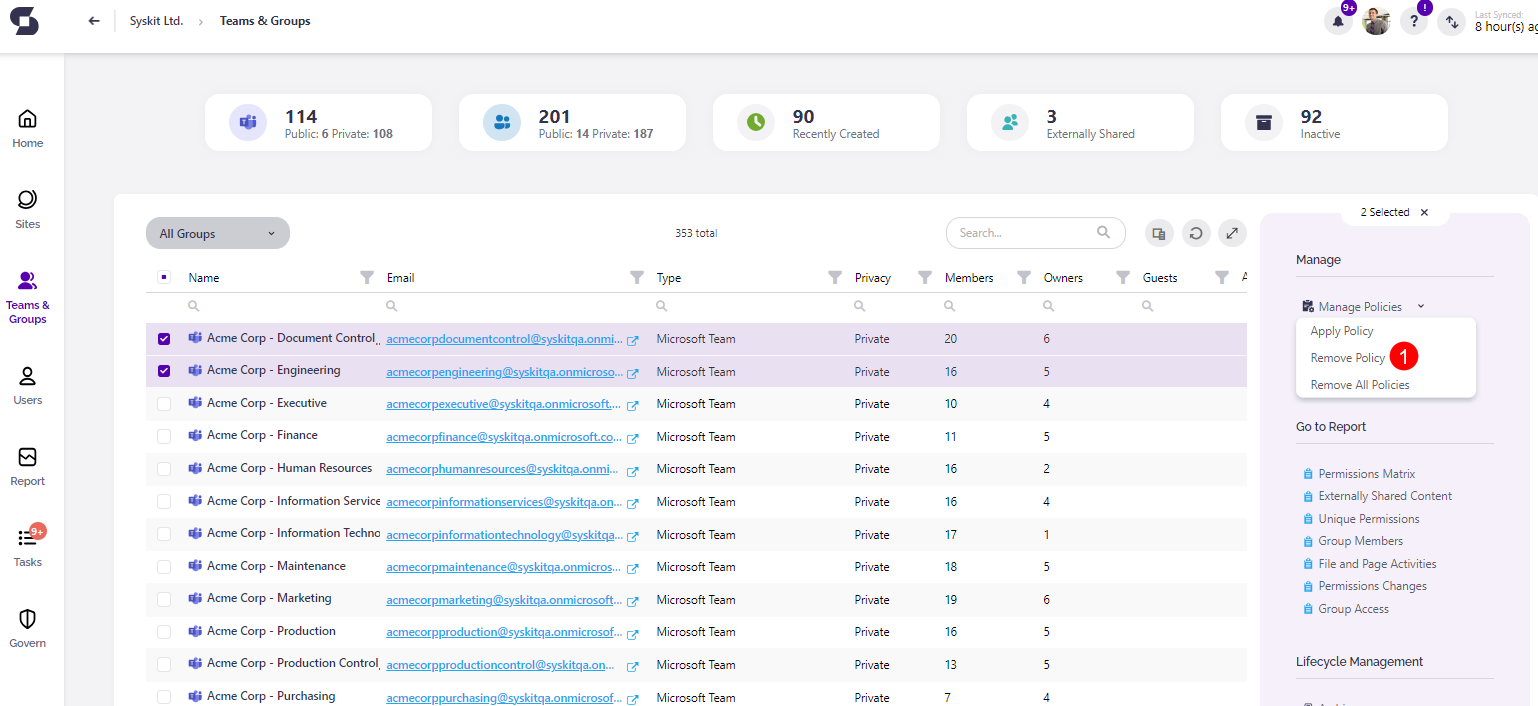 Syskit Ltd. › Teams & Groups
9+
!
?
Last Synced:
8 hour(s) ag
Home
Sites
Teams &
Groups
Users
Report
9+
Tasks
Govern
114
Public: 6 Private: 108
201
Public: 14 Private: 187
90
Recently Created
3
Externally Shared
92
Inactive
All Groups
353 total
Search...
Name Email Type Privacy Members Owners Guests A
Acme Corp - Document Control_ acmecorpdocumentcontrol@syskitqa.onmi... Microsoft Team Private 20 6
Acme Corp - Engineering acmecorpengineering@syskitqa.onmicroso... Microsoft Team Private 16 5
Acme Corp - Executive acmecorpexecutive@syskitqa.onmicrosoft.... Microsoft Team Private 10 4
Acme Corp - Finance acmecorpfinance@syskitqa.onmicrosoft.co... Microsoft Team Private 11 5
Acme Corp - Human Resources acmecorphumanresources@syskitqa.onmi... Microsoft Team Private 16 2
Acme Corp - Information Service acmecorpinformationservices@syskitqa.on... Microsoft Team Private 16 4
Acme Corp - Information Techno acmecorpinformationtechnology@syskitqa... Microsoft Team Private 17 1
Acme Corp - Maintenance acmecorpmaintenance@syskitqa.onmicros... Microsoft Team Private 18 5
Acme Corp - Marketing acmecorpmarketing@syskitqa.onmicrosoft... Microsoft Team Private 19 6
Acme Corp - Production acmecorpproduction@syskitqa.onmicrosof... Microsoft Team Private 16 5
Acme Corp - Production Control_ acmecorpproductioncontrol@syskitqa.on... Microsoft Team Private 13 5
Acme Corp - Purchasing acmecorppurchasing@syskitqa.onmicrosof... Microsoft Team Private 7 4
2 Selected
Manage
Manage Policies
Apply Policy
Remove Policy 1
Remove All Policies
Go to Report
Permissions Matrix
Externally Shared Content
Unique Permissions
Group Members
File and Page Activities
Permissions Changes
Group Access
Lifecycle Management